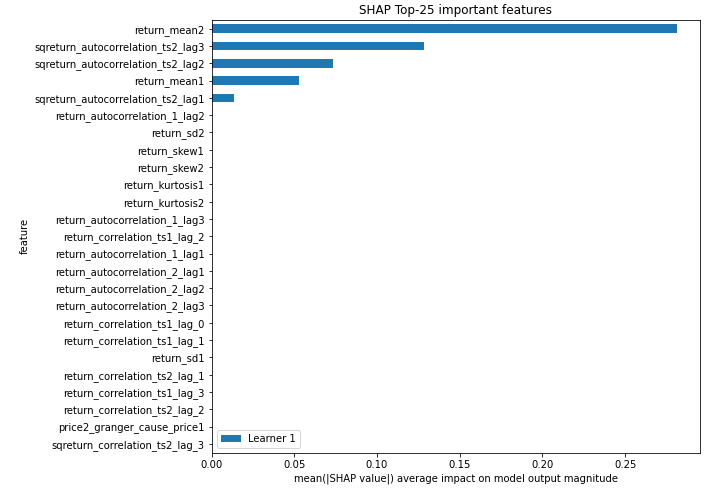 SHAP Top-25 important features
feature
return_mean2
sqreturn_autocorrelation_ts2_lag3
sqreturn_autocorrelation_ts2_lag2
return_mean1
sqreturn_autocorrelation_ts2_lag1
return_autocorrelation_1_lag2
return_sd2
return_skew1
return_skew2
return_kurtosis1
return_kurtosis2
return_autocorrelation_1_lag3
return_correlation_ts1_lag_2
return_autocorrelation_1_lag1
return_autocorrelation_2_lag1
return_autocorrelation_2_lag2
return_autocorrelation_2_lag3
return_correlation_ts1_lag_0
return_correlation_ts1_lag_1
return_sd1
return_correlation_ts2_lag_1
return_correlation_ts1_lag_3
return_correlation_ts2_lag_2
price2_granger_cause_price1
sqreturn_correlation_ts2_lag_3
Learner 1
0.00 0.05 0.10 0.15 0.20 0.25
mean(|SHAP value|) average impact on model output magnitude